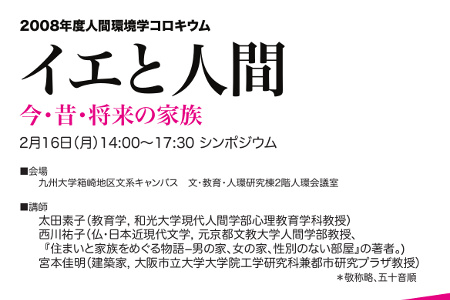 2008年度人間環境学コロキウム
イエと人間
今・昔・将来の家族
2月16日(月)14:00〜17:30 シンポジウム
■会場
九州大学箱崎地区文系キャンパス 文・教育・人環研究棟2階人環会議室
■講師
太田素子(教育学, 和光大学現代人間学部心理教育学科教授)
西川祐子(仏・日本近現代文学, 元京都文教大学人間学部教授、
『住まいと家族をめぐる物語−男の家、女の家、性別のない部屋』の著者。)
宮本佳明(建築家, 大阪市立大学大学院工学研究科兼都市研究プラザ教授)
＊敬称略、五十音順